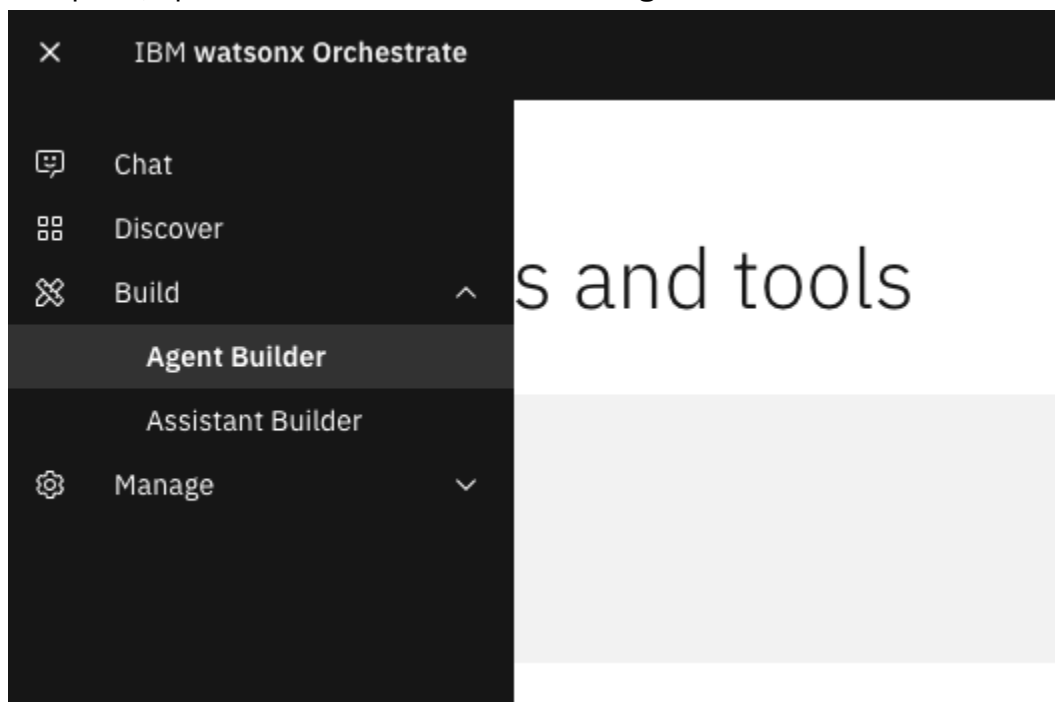 IBM watsonx Orchestrate
Chat
Discover
Build
s and tools
Agent Builder
Assistant Builder
Manage